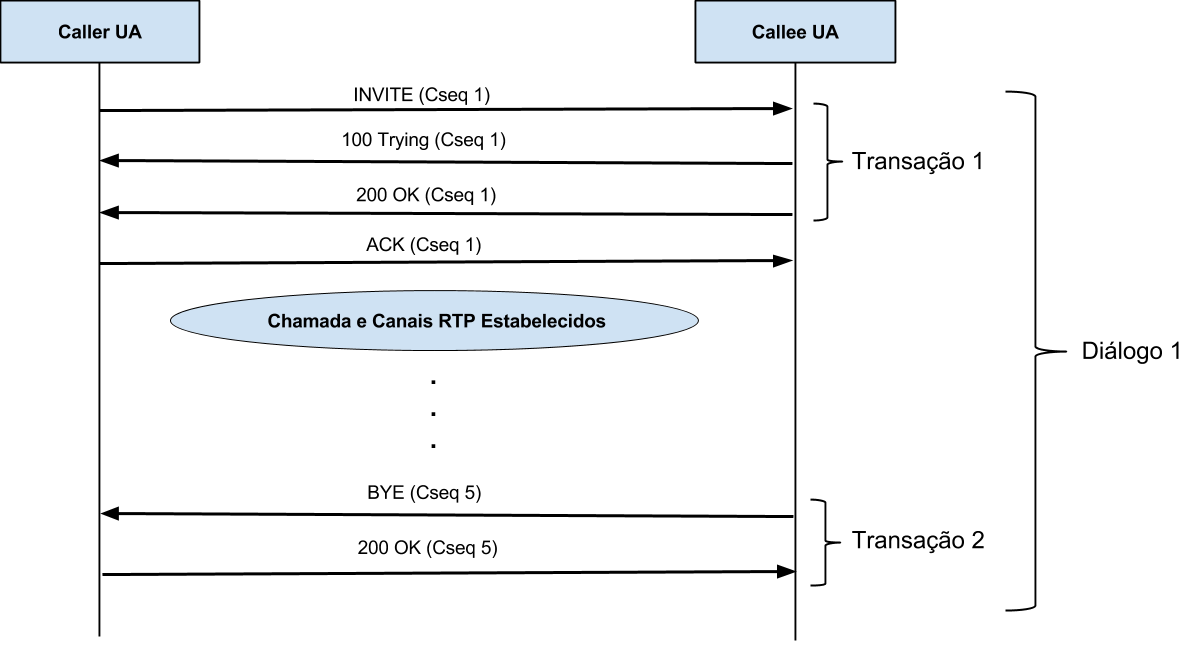 Caller UA
Callee UA
INVITE (Cseq 1)
100 Trying (Cseq 1)
Transação 1
200 OK (Cseq 1)
ACK (Cseq 1)
Chamada e Canais RTP Estabelecidos
Diálogo 1
.
.
.
BYE (Cseq 5)
Transação 2
200 OK (Cseq 5)